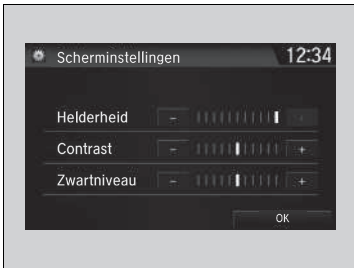 Scherminstellingen 12:34
Helderheid -
Contrast - +
Zwartniveau - +
OK